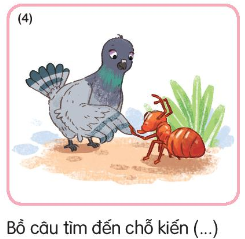 (4)
Bồ câu tìm đến chỗ kiến (...)